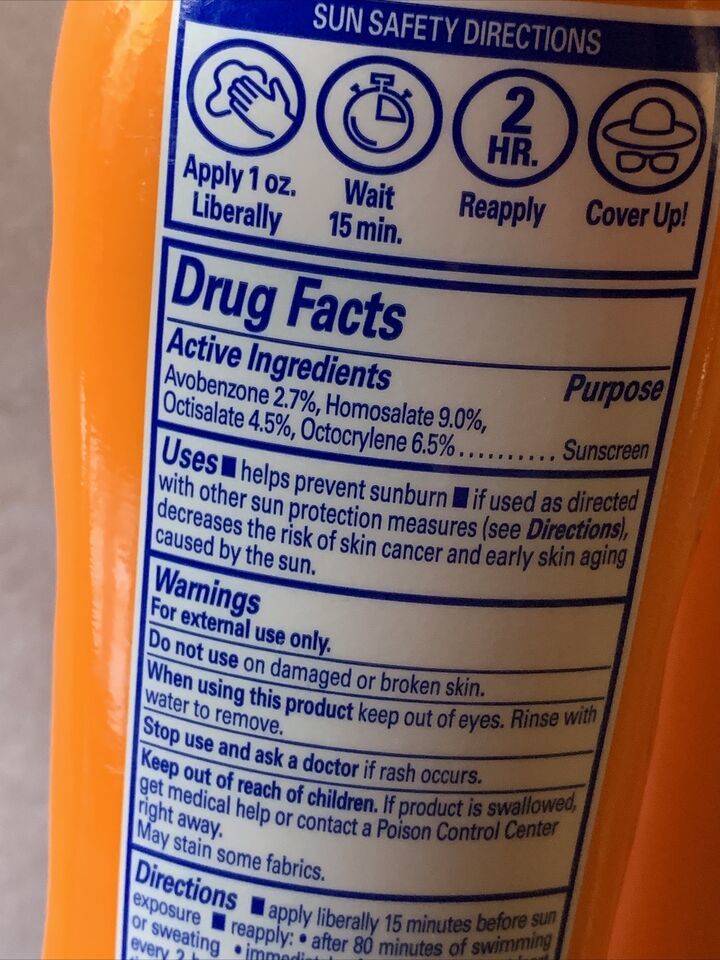 SUN SAFETY DIRECTIONS
2
HR.
Apply 1 oz.
Liberally
Wait
15 min.
Reapply
Cover Up!
Drug Facts
Active Ingredients
Purpose
Avobenzone 2.7%, Homosalate 9.0%,
Octisalate 4.5%, Octocrylene 6.5%.......... Sunscreen
Uses ■ helps prevent sunburn ■ if used as directed
with other sun protection measures (see Directions),
decreases the risk of skin cancer and early skin aging
caused by the sun.
Warnings
For external use only.
Do not use on damaged or broken skin.
When using this product keep out of eyes. Rinse with
water to remove.
Stop use and ask a doctor if rash occurs.
Keep out of reach of children. If product is swallowed,
get medical help or contact a Poison Control Center
right away.
May stain some fabrics.
Directions ■ apply liberally 15 minutes before sun
exposure ■ reapply: • after 80 minutes of swimming
or sweating
every 2